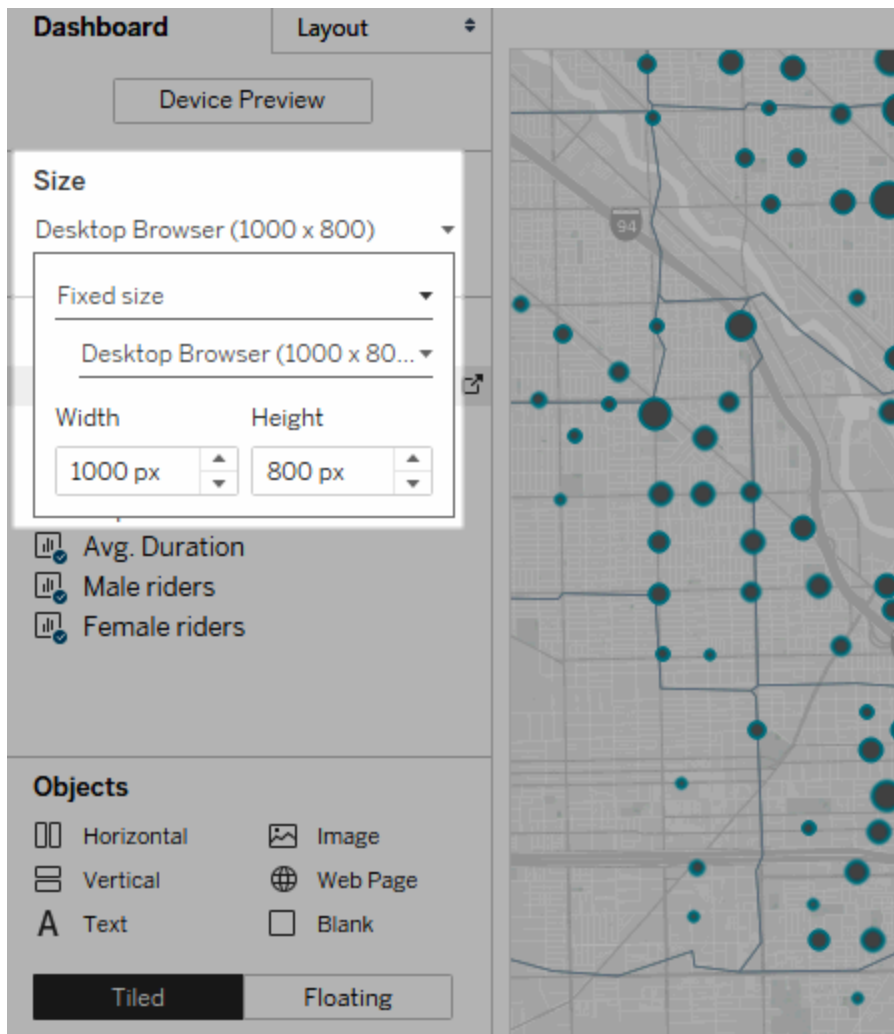 Dashboard Layout
Device Preview
Size
Desktop Browser (1000 x 800)
Fixed size
Desktop Browser (1000 x 80...
Width Height
1000 px 800 px
Avg. Duration
Male riders
Female riders
Objects
Horizontal Image
Vertical Web Page
A Text Blank
Tiled Floating
94